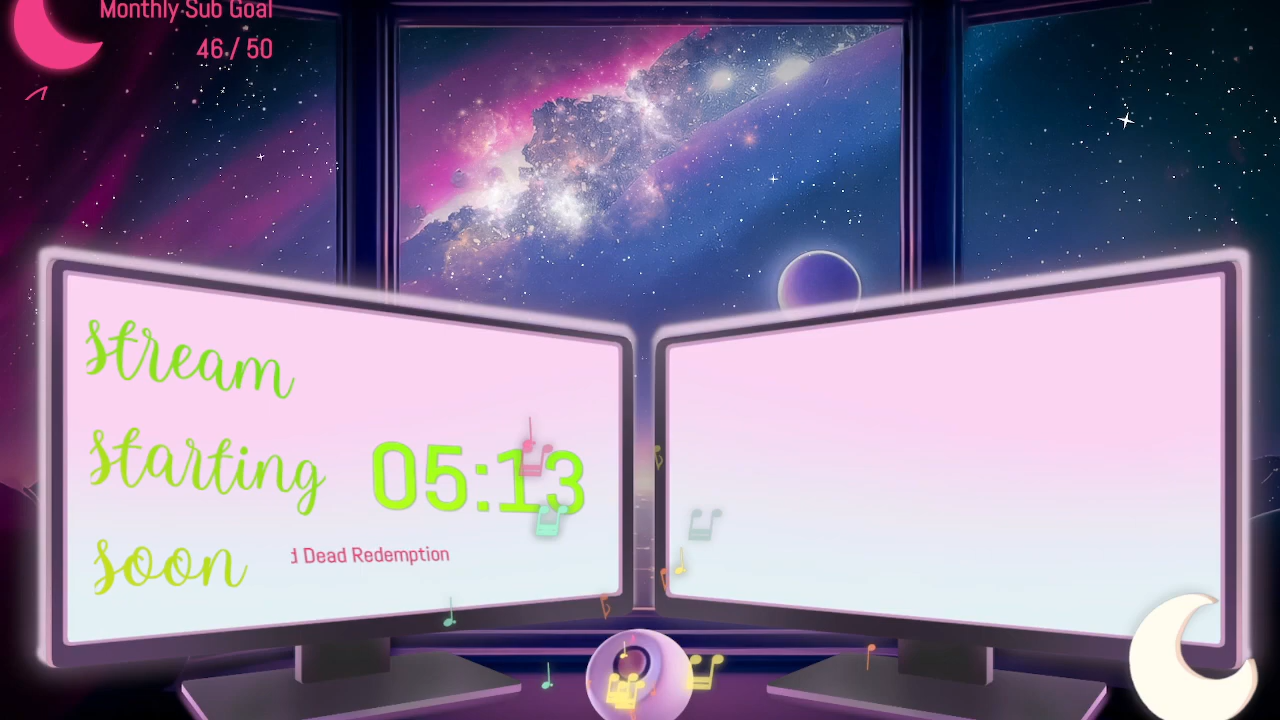 Monthly Sub Goal
46 / 50
stream
starting
soon
05:13
Dead Redemption